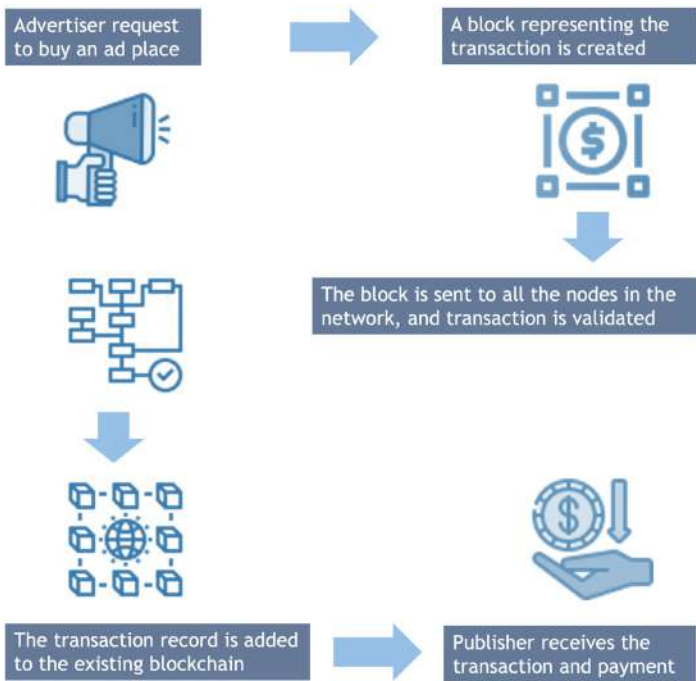 Advertiser request
to buy an ad place
A block representing the
transaction is created
The block is sent to all the nodes in the
network, and transaction is validated
The transaction record is added
to the existing blockchain
Publisher receives the
transaction and payment